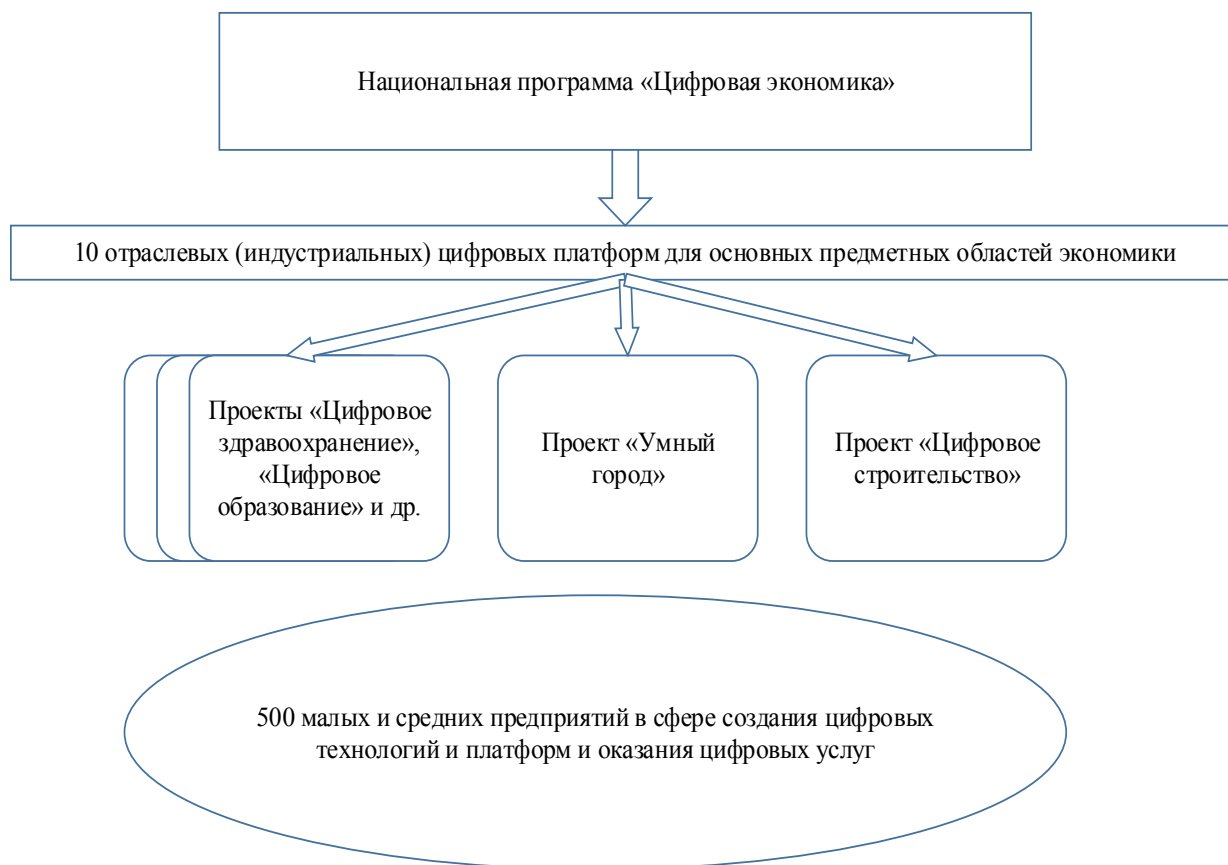 Национальная программа «Цифровая экономика»
10 отраслевых (индустриальных) цифровых платформ для основных предметных областей экономики
Проекты «Цифровое
здравоохранение»,
«Цифровое
образование» и др.
Проект «Умный
город»
Проект «Цифровое
строительство»
500 малых и средних предприятий в сфере создания цифровых
технологий и платформ и оказания цифровых услуг